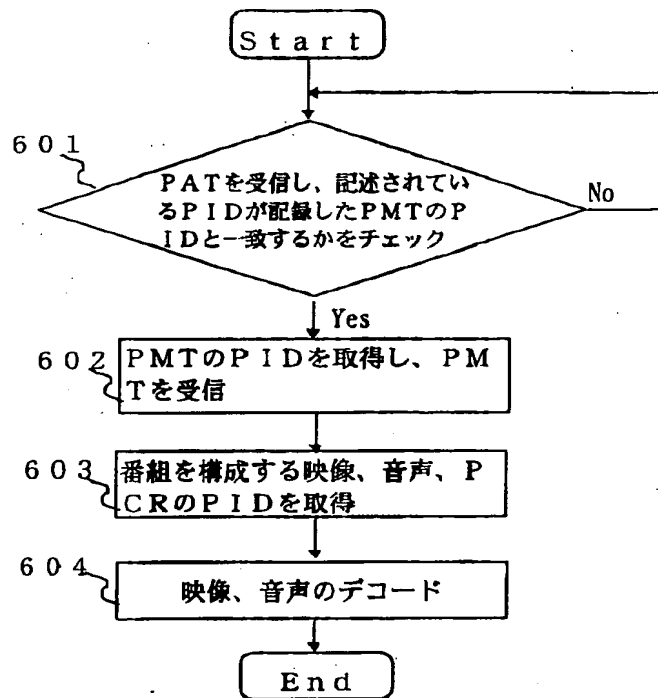 Start
601
PATを受信し、記述されてい
るPIDが記録したPMTのP
IDと一致するかをチェック
No
Yes
602
PMTのPIDを取得し、PM
Tを受信
603
番組を構成する映像、音声、P
CRのPIDを取得
604
映像、音声のデコード
End